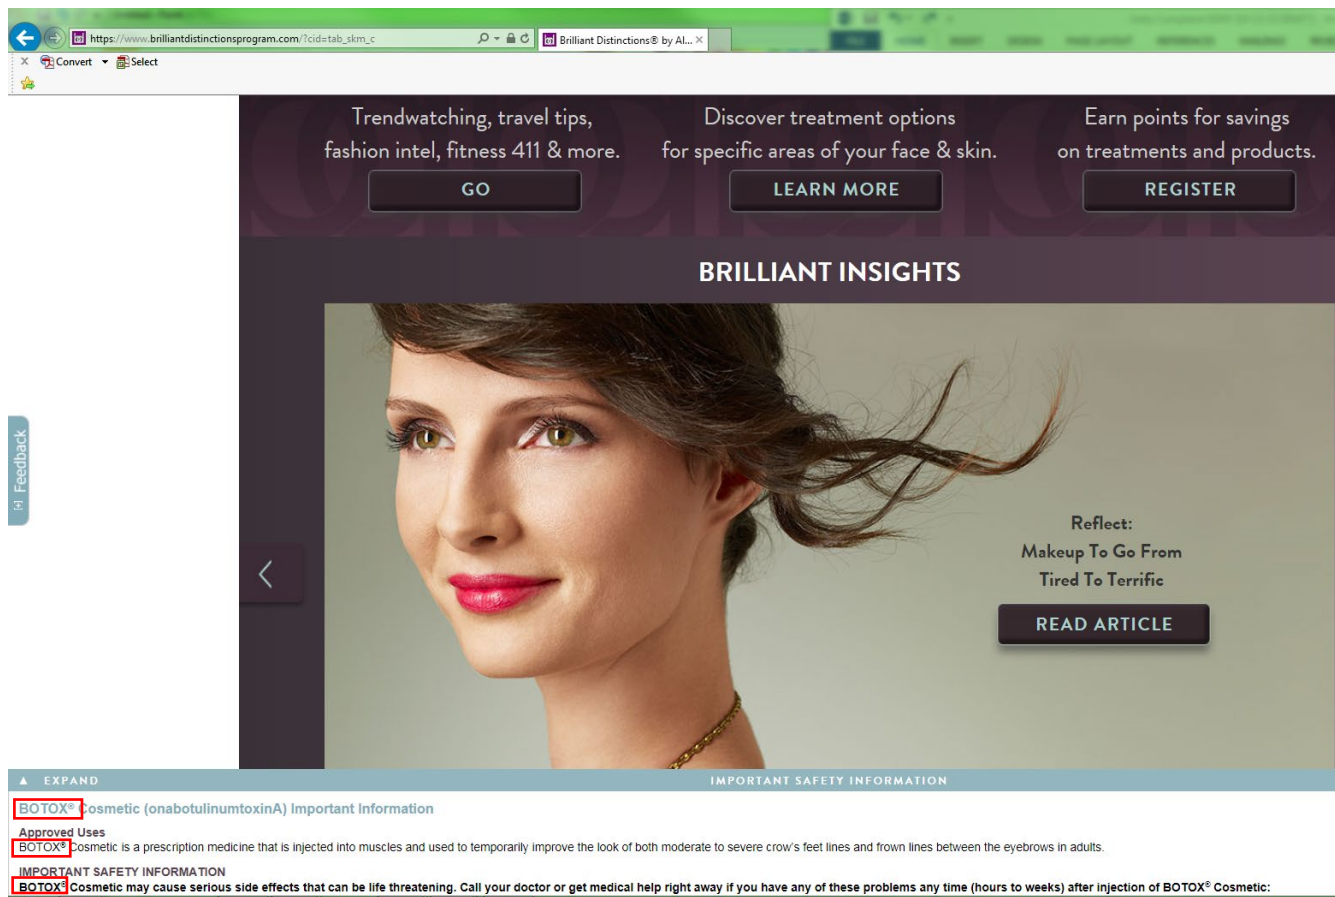 https://www.brilliantdistinctionsprogram.com/?cid=tab_skm_c
Brilliant Distinctions® by Al... ×
× Convert Select
Trendwatching, travel tips,
fashion intel, fitness 411 & more.
GO
Discover treatment options
for specific areas of your face & skin.
LEARN MORE
Earn points for savings
on treatments and products.
REGISTER
BRILLIANT INSIGHTS
Feedback
Reflect:
Makeup To Go From
Tired To Terrific
READ ARTICLE
EXPAND
IMPORTANT SAFETY INFORMATION
BOTOX® Cosmetic (onabotulinumtoxinA) Important Information
Approved Uses
BOTOX® Cosmetic is a prescription medicine that is injected into muscles and used to temporarily improve the look of both moderate to severe crow's feet lines and frown lines between the eyebrows in adults.
IMPORTANT SAFETY INFORMATION
BOTOX® Cosmetic may cause serious side effects that can be life threatening. Call your doctor or get medical help right away if you have any of these problems any time (hours to weeks) after injection of BOTOX® Cosmetic: